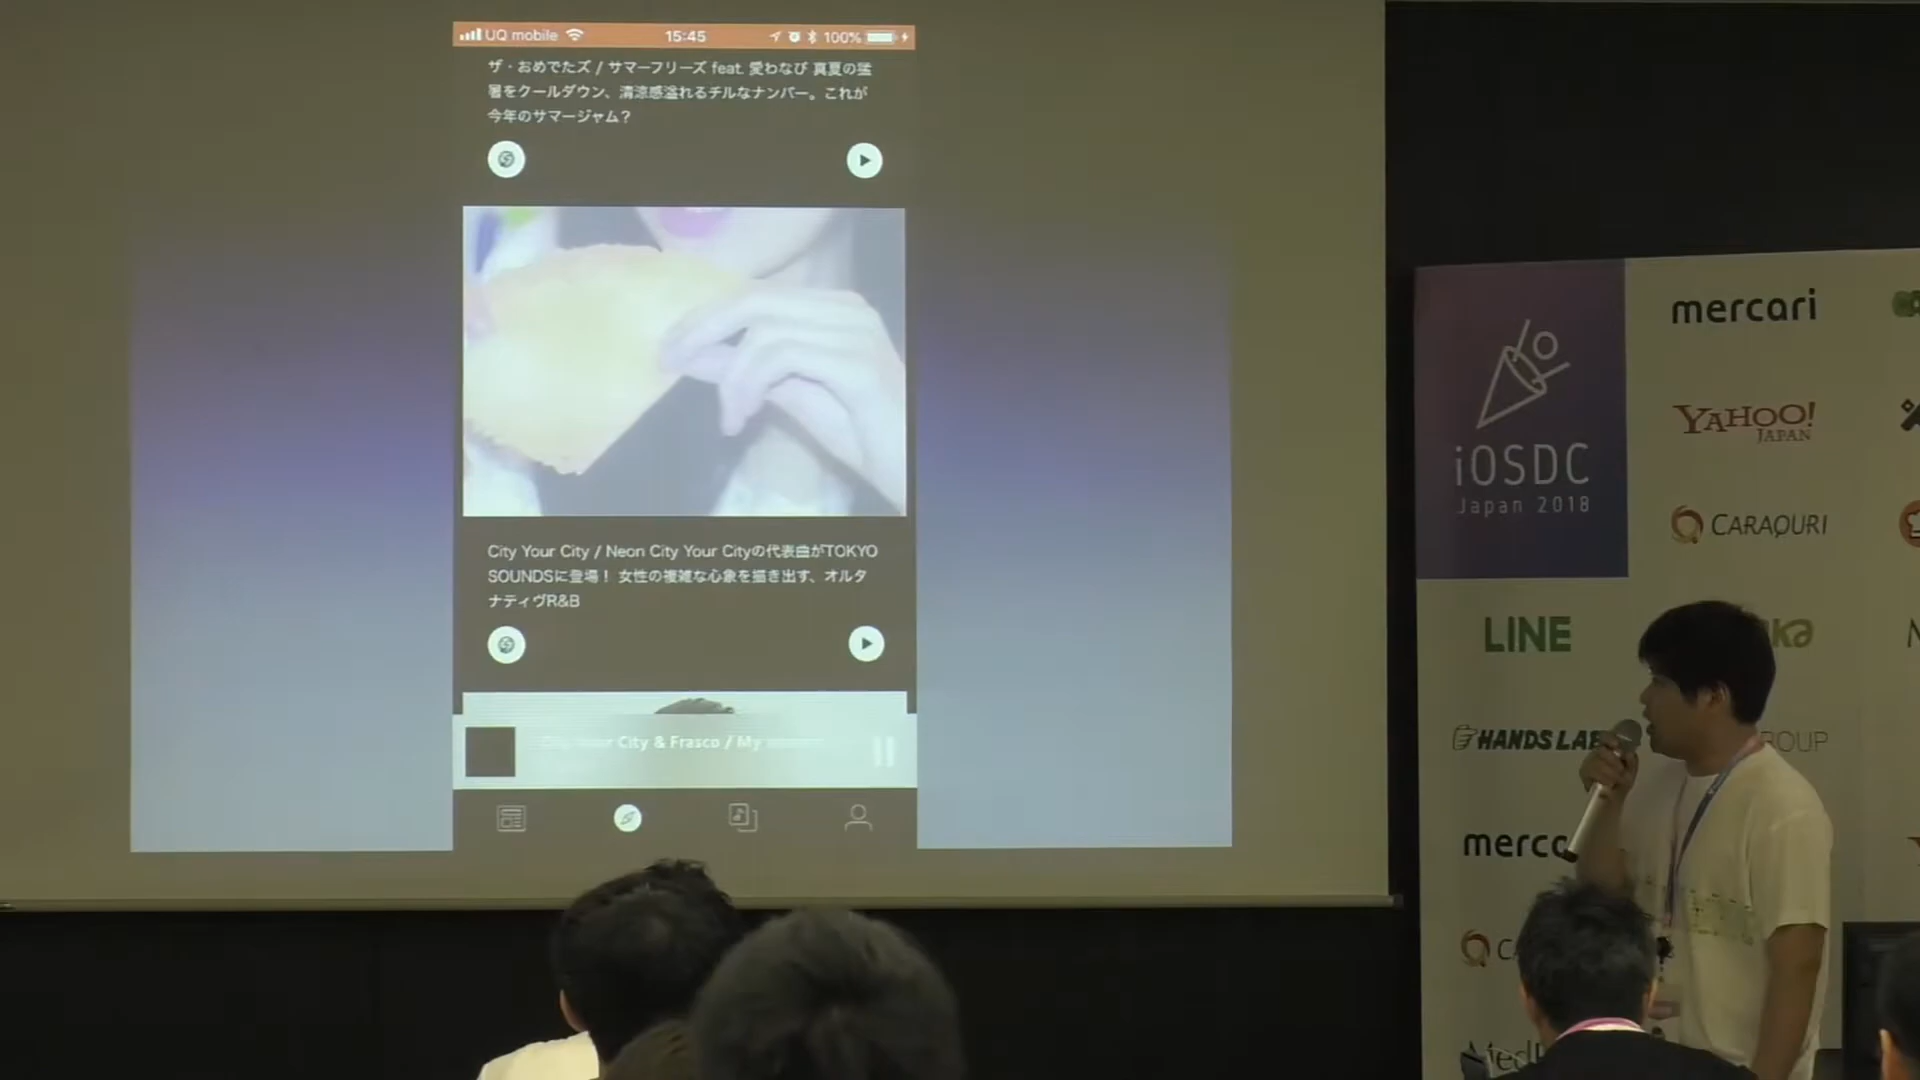 UQ mobile 15:45 100%
ザ・おめでたズ / サマーフリーズ feat. 愛わなび 真夏の猛
暑をクールダウン、清涼感溢れるチルなナンバー。これが
今年のサマージャム？
City Your City / Neon City Your Cityの代表曲がTOKYO
SOUNDSに登場！ 女性の複雑な心象を描き出す、オルタ
ナティヴR&B
City & Frasco / My
iOSDC
Japan 2018
mercari
YAHOO!
JAPAN
CARAQURI
LINE
HANDS LAB
ROUP
merca